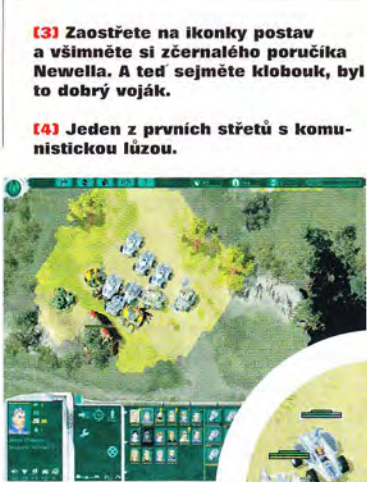 [3] Zaostřete na ikonky postav
a všimněte si zčernalého poručíka
Newella. A teď sejměte klobouk, byl
to dobrý voják.
[4] Jeden z prvních střetů s komu-
nistickou lůzou.